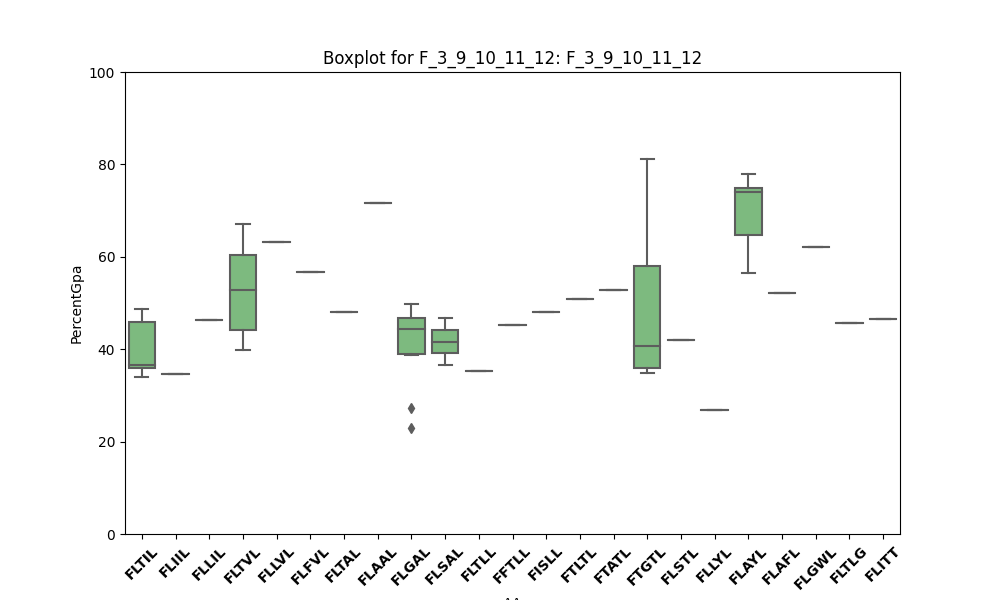 Boxplot for F_3_9_10_11_12: F_3_9_10_11_12
PercentGpa
100
80
60
40
20
0
FLTIL
FLIIL
FLLIL
FLTVL
FLLVL
FLFVL
FLTAL
FLAAL
FLGAL
FLSAL
FLTLL
FFTLL
FISLL
FTLTL
FTATL
FTGTL
FLSTL
FLLYL
FLAYL
FLAFL
FLGWL
FLTLG
FLITT